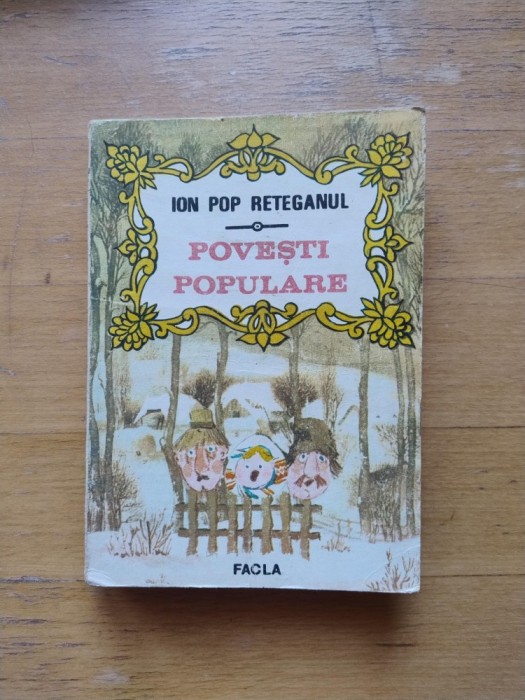 ION POP RETEGANUL
POVEȘTI
POPULARE
FACLA